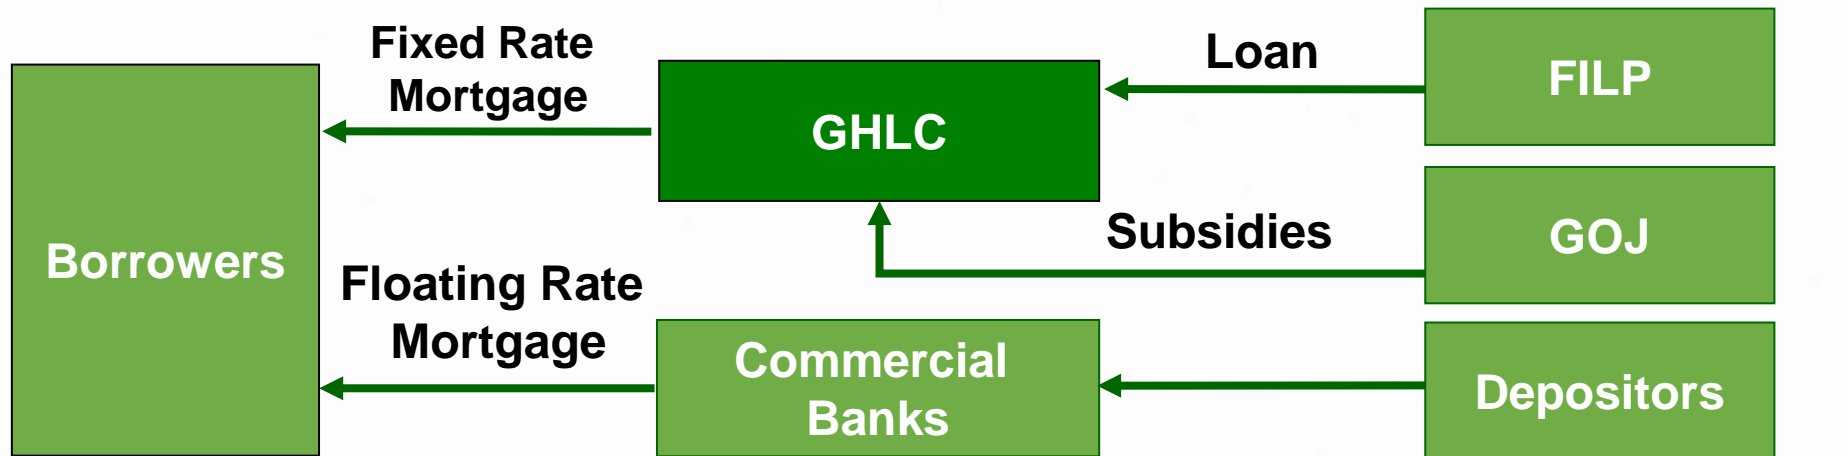 Fixed Rate
Mortgage
Loan
FILP
GHLC
Subsidies
GOJ
Borrowers
Floating Rate
Mortgage
Commercial
Banks
Depositors